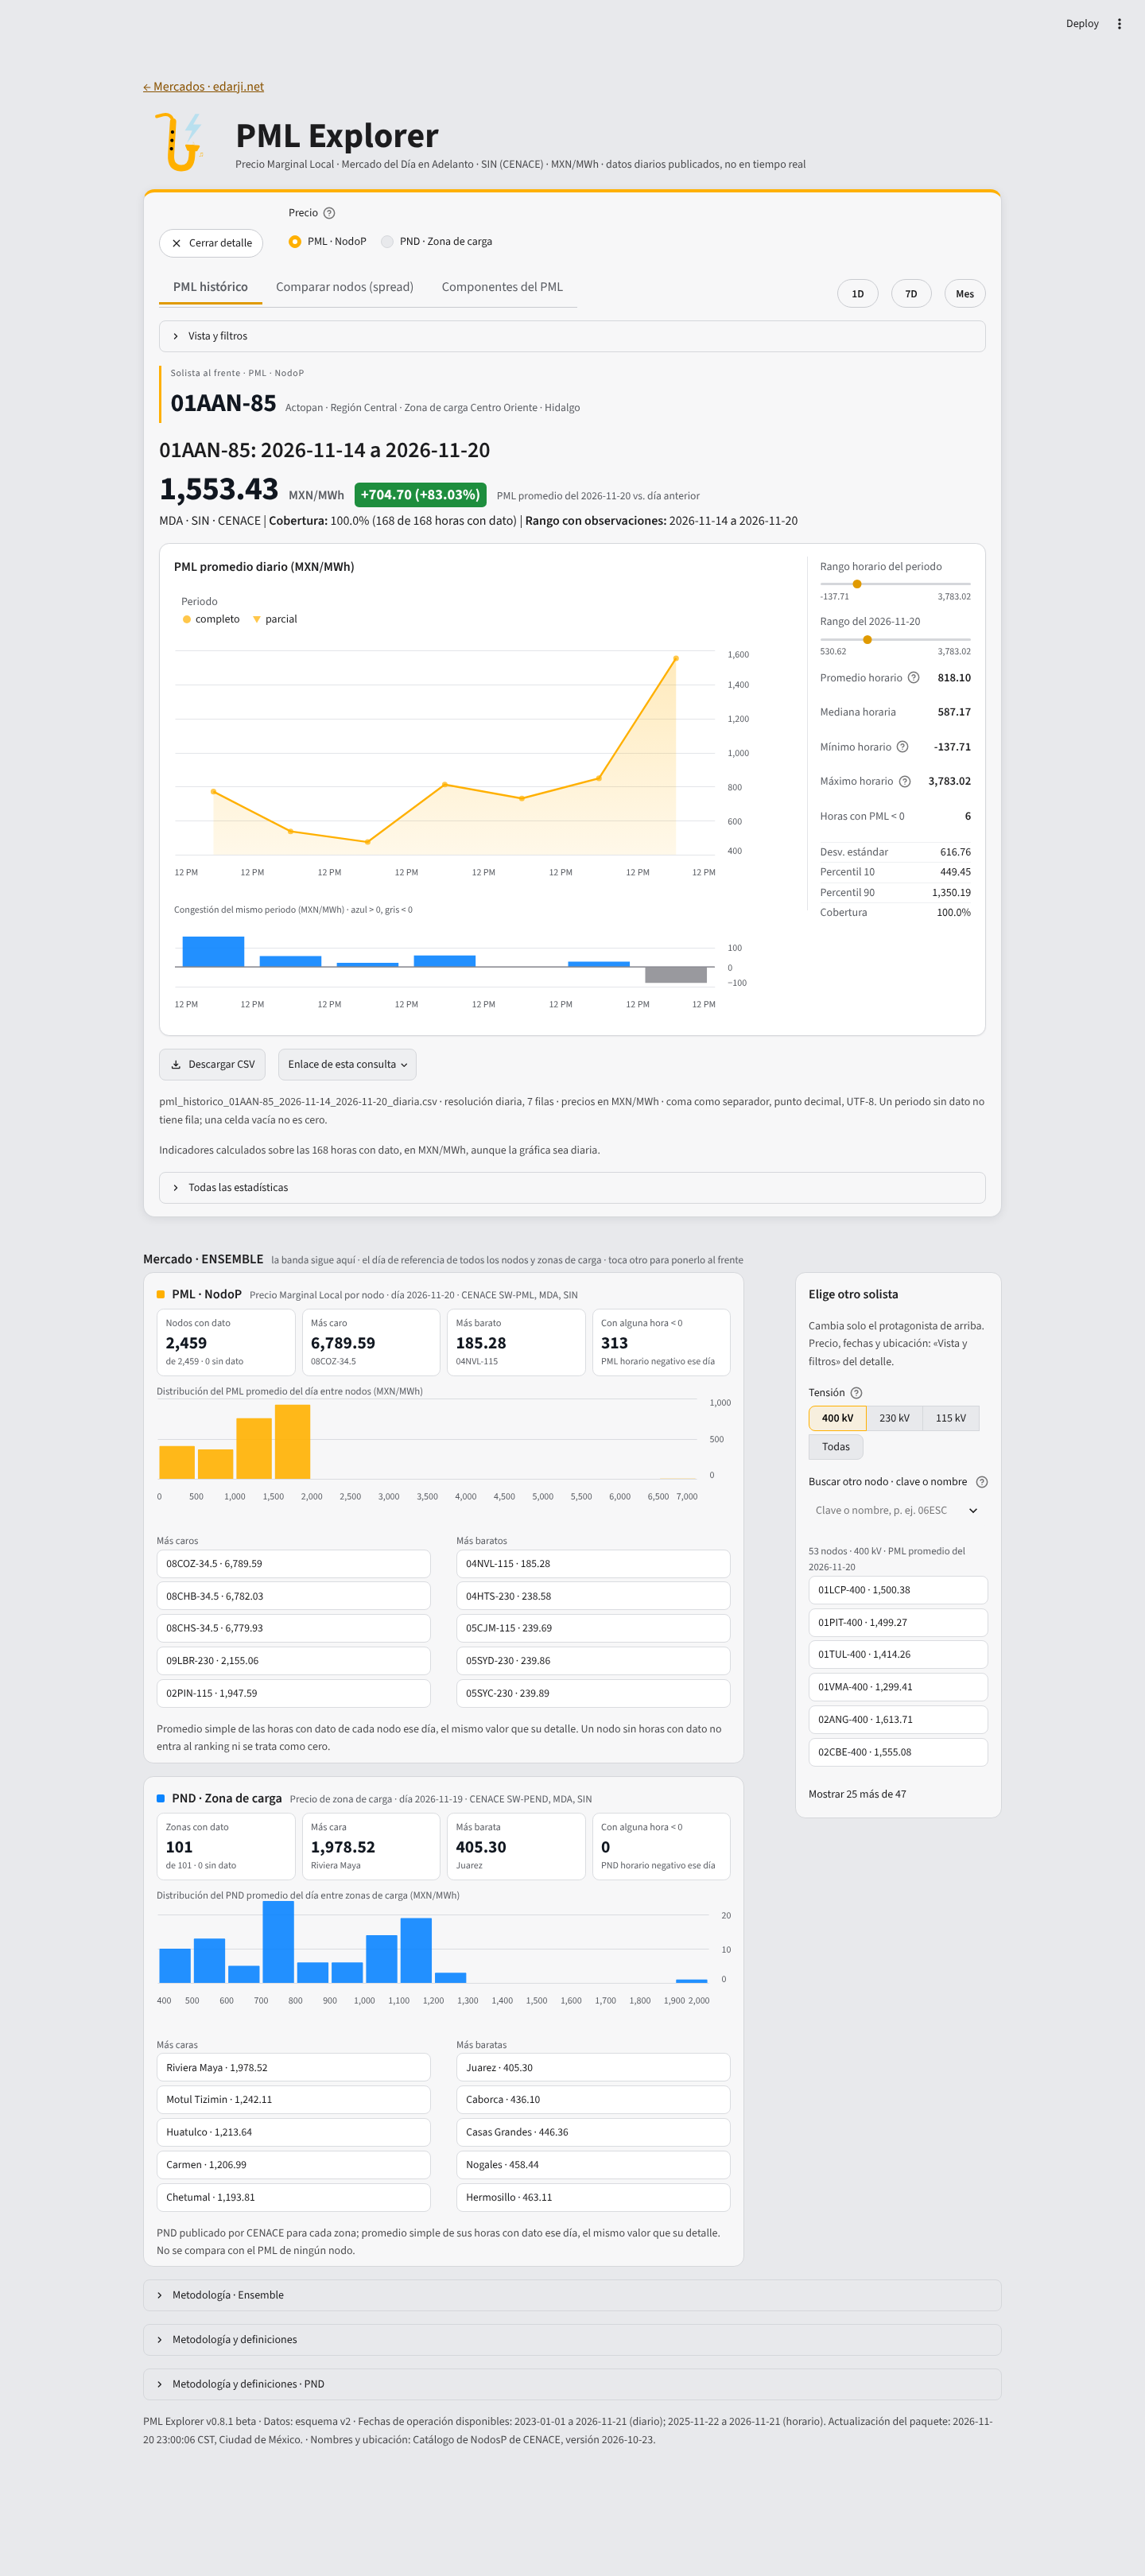 Deploy
← Mercados · edarji.net
PML Explorer
Precio Marginal Local · Mercado del Día en Adelanto · SIN (CENACE) · MXN/MWh · datos diarios publicados, no en tiempo real
Precio
Cerrar detalle
PML · NodoP
PND · Zona de carga
PML histórico
Comparar nodos (spread)
Componentes del PML
1D
7D
Mes
Vista y filtros
Solista al frente · PML · NodoP
01AAN-85 Actopan · Región Central · Zona de carga Centro Oriente · Hidalgo
01AAN-85: 2026-11-14 a 2026-11-20
1,553.43 MXN/MWh +704.70 (+83.03%) PML promedio del 2026-11-20 vs. día anterior
MDA · SIN · CENACE | Cobertura: 100.0% (168 de 168 horas con dato) | Rango con observaciones: 2026-11-14 a 2026-11-20
PML promedio diario (MXN/MWh)
Periodo
completo
parcial
1,600
1,400
1,200
1,000
800
600
400
12 PM 12 PM 12 PM 12 PM 12 PM 12 PM 12 PM 12 PM
Congestión del mismo periodo (MXN/MWh) · azul > 0, gris < 0
100
0
−100
12 PM 12 PM 12 PM 12 PM 12 PM 12 PM 12 PM 12 PM
Rango horario del periodo
-137.71 3,783.02
Rango del 2026-11-20
530.62 3,783.02
Promedio horario 818.10
Mediana horaria 587.17
Mínimo horario -137.71
Máximo horario 3,783.02
Horas con PML < 0 6
Desv. estándar 616.76
Percentil 10 449.45
Percentil 90 1,350.19
Cobertura 100.0%
Descargar CSV
Enlace de esta consulta
pml_historico_01AAN-85_2026-11-14_2026-11-20_diaria.csv · resolución diaria, 7 filas · precios en MXN/MWh · coma como separador, punto decimal, UTF-8. Un periodo sin dato no
tiene fila; una celda vacía no es cero.
Indicadores calculados sobre las 168 horas con dato, en MXN/MWh, aunque la gráfica sea diaria.
Todas las estadísticas
Mercado · ENSEMBLE la banda sigue aquí · el día de referencia de todos los nodos y zonas de carga · toca otro para ponerlo al frente
PML · NodoP Precio Marginal Local por nodo · día 2026-11-20 · CENACE SW-PML, MDA, SIN
Nodos con dato
2,459
de 2,459 · 0 sin dato
Más caro
6,789.59
08COZ-34.5
Más barato
185.28
04NVL-115
Con alguna hora < 0
313
PML horario negativo ese día
Distribución del PML promedio del día entre nodos (MXN/MWh)
1,000
500
0
0 500 1,000 1,500 2,000 2,500 3,000 3,500 4,000 4,500 5,000 5,500 6,000 6,500 7,000
Más caros
08COZ-34.5 · 6,789.59
08CHB-34.5 · 6,782.03
08CHS-34.5 · 6,779.93
09LBR-230 · 2,155.06
02PIN-115 · 1,947.59
Más baratos
04NVL-115 · 185.28
04HTS-230 · 238.58
05CJM-115 · 239.69
05SYD-230 · 239.86
05SYC-230 · 239.89
Promedio simple de las horas con dato de cada nodo ese día, el mismo valor que su detalle. Un nodo sin horas con dato no
entra al ranking ni se trata como cero.
PND · Zona de carga Precio de zona de carga · día 2026-11-19 · CENACE SW-PEND, MDA, SIN
Zonas con dato
101
de 101 · 0 sin dato
Más cara
1,978.52
Riviera Maya
Más barata
405.30
Juarez
Con alguna hora < 0
0
PND horario negativo ese día
Distribución del PND promedio del día entre zonas de carga (MXN/MWh)
20
10
0
400 500 600 700 800 900 1,000 1,100 1,200 1,300 1,400 1,500 1,600 1,700 1,800 1,900 2,000
Más caras
Riviera Maya · 1,978.52
Motul Tizimin · 1,242.11
Huatulco · 1,213.64
Carmen · 1,206.99
Chetumal · 1,193.81
Más baratas
Juarez · 405.30
Caborca · 436.10
Casas Grandes · 446.36
Nogales · 458.44
Hermosillo · 463.11
PND publicado por CENACE para cada zona; promedio simple de sus horas con dato ese día, el mismo valor que su detalle.
No se compara con el PML de ningún nodo.
Elige otro solista
Cambia solo el protagonista de arriba.
Precio, fechas y ubicación: «Vista y
filtros» del detalle.
Tensión
400 kV
230 kV
115 kV
Todas
Buscar otro nodo · clave o nombre
Clave o nombre, p. ej. 06ESC
53 nodos · 400 kV · PML promedio del
2026-11-20
01LCP-400 · 1,500.38
01PIT-400 · 1,499.27
01TUL-400 · 1,414.26
01VMA-400 · 1,299.41
02ANG-400 · 1,613.71
02CBE-400 · 1,555.08
Mostrar 25 más de 47
Metodología · Ensemble
Metodología y definiciones
Metodología y definiciones · PND
PML Explorer v0.8.1 beta · Datos: esquema v2 · Fechas de operación disponibles: 2023-01-01 a 2026-11-21 (diario); 2025-11-22 a 2026-11-21 (horario). Actualización del paquete: 2026-11-
20 23:00:06 CST, Ciudad de México. · Nombres y ubicación: Catálogo de NodosP de CENACE, versión 2026-10-23.